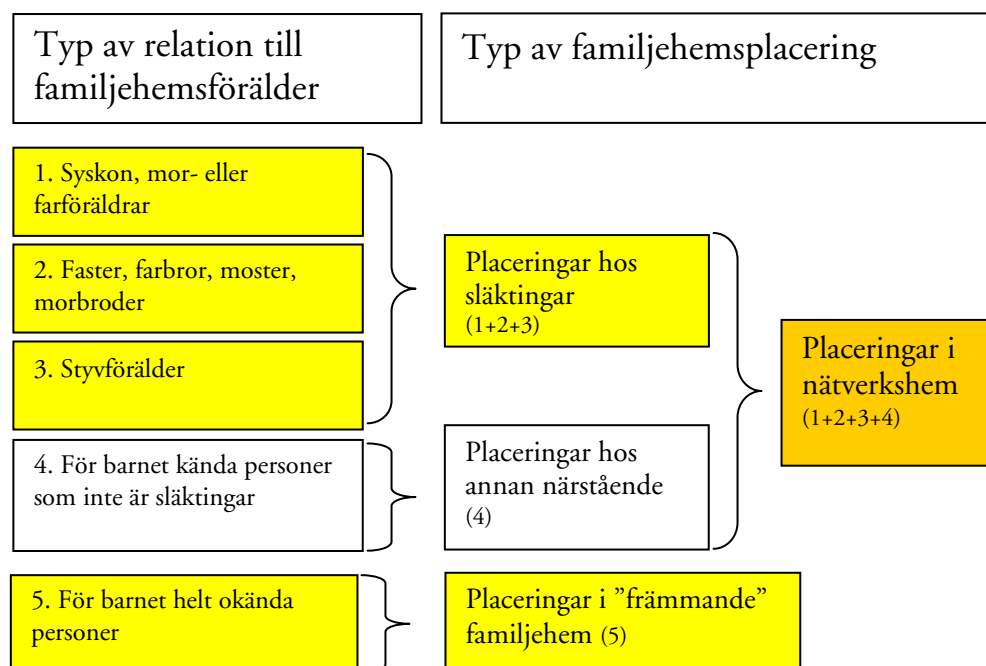 Typ av relation till
familjehemsförälder
Typ av familjehemsplacering
1. Syskon, mor- eller
farföräldrar
2. Faster, farbror, moster,
morbroder
3. Styvförälder
4. För barnet kända personer
som inte är släktingar
5. För barnet helt okända
personer
Placeringar hos
släktingar
(1+2+3)
Placeringar hos
annan närstående
(4)
Placeringar i ”främmande”
familjehem (5)
Placeringar i
nätverkshem
(1+2+3+4)